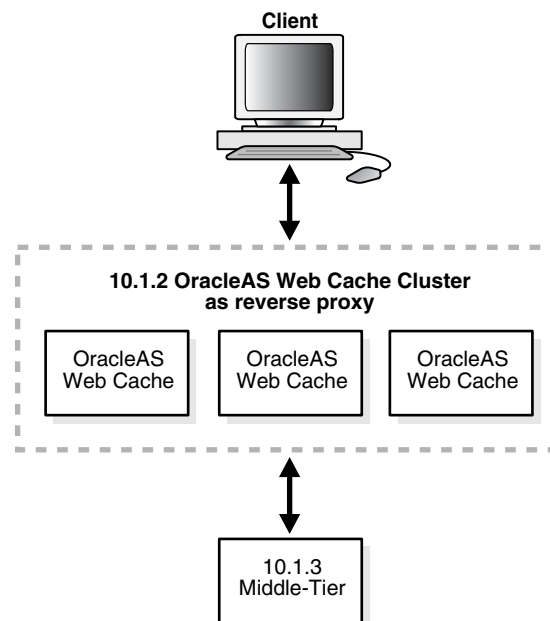 Client
10.1.2 OracleAS Web Cache Cluster
as reverse proxy
OracleAS
Web Cache
OracleAS
Web Cache
OracleAS
Web Cache
10.1.3
Middle-Tier